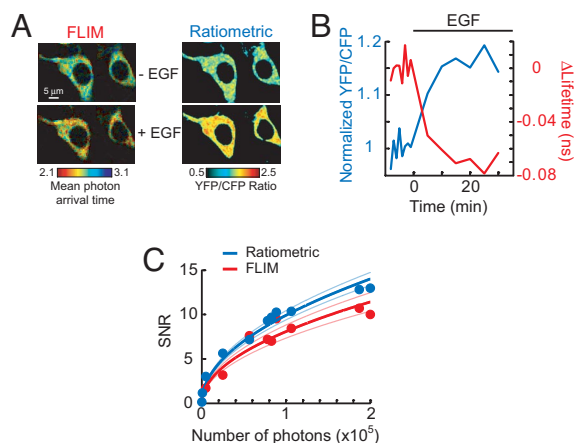 A
FLIM
Ratiometric
5 µm
- EGF
+ EGF
2.1
3.1
Mean photon
arrival time
0.5
2.5
YFP/CFP Ratio
B
EGF
Normalized YFP/CFP
1.2
1.1
1
0
-0.04
-0.08
ΔLifetime (ns)
0
20
Time (min)
C
Ratiometric
FLIM
SNR
15
10
5
0
0
1
2
Number of photons (x10⁵)